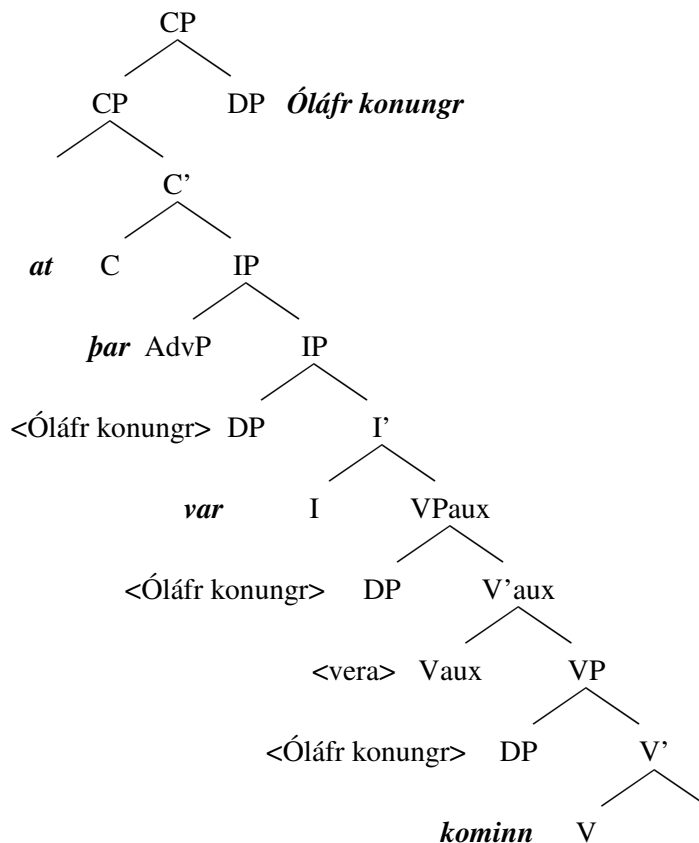 CP
CP DP Óláfr konungr
C’
at C IP
þar AdvP IP
<Óláfr konungr> DP I’
var I VPaux
<Óláfr konungr> DP V’aux
<vera> Vaux VP
<Óláfr konungr> DP V’
kominn V